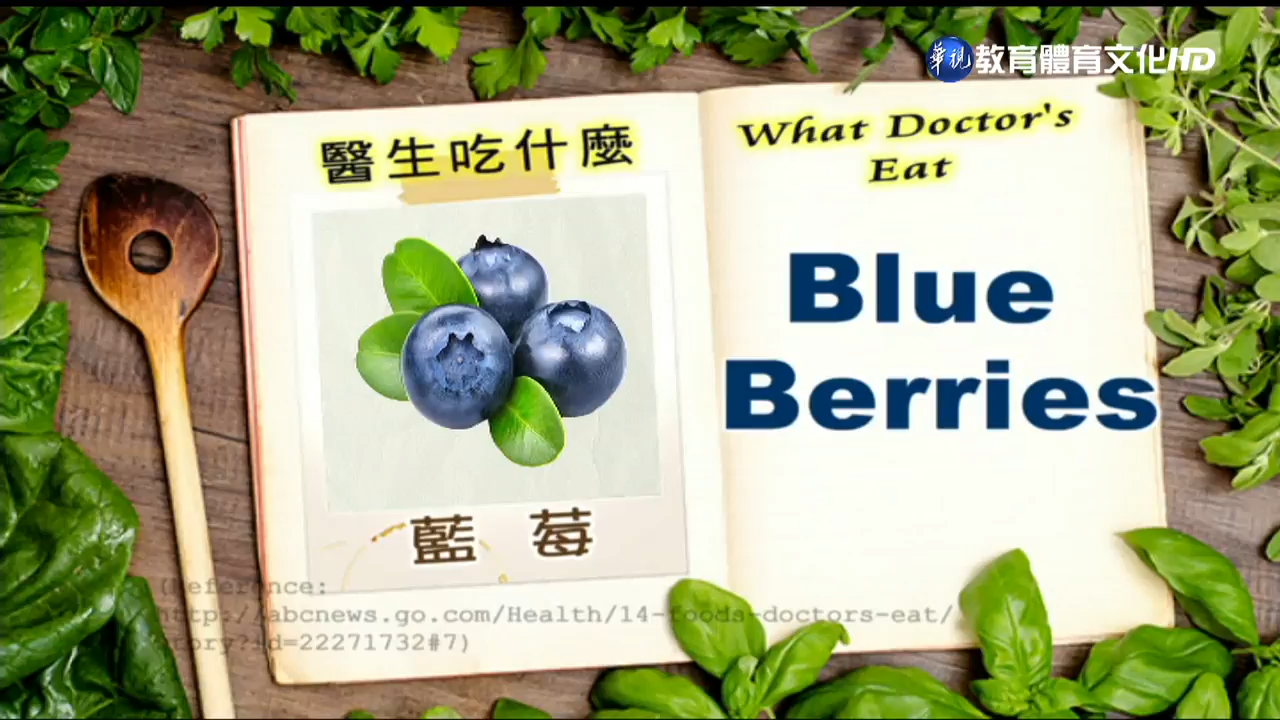 華視 教育體育文化HD
醫生吃什麼
藍莓
What Doctor's
Eat
Blue
Berries
(Reference:
https://abcnews.go.com/Health/14-foods-doctors-eat/
story?id=22271732#7)